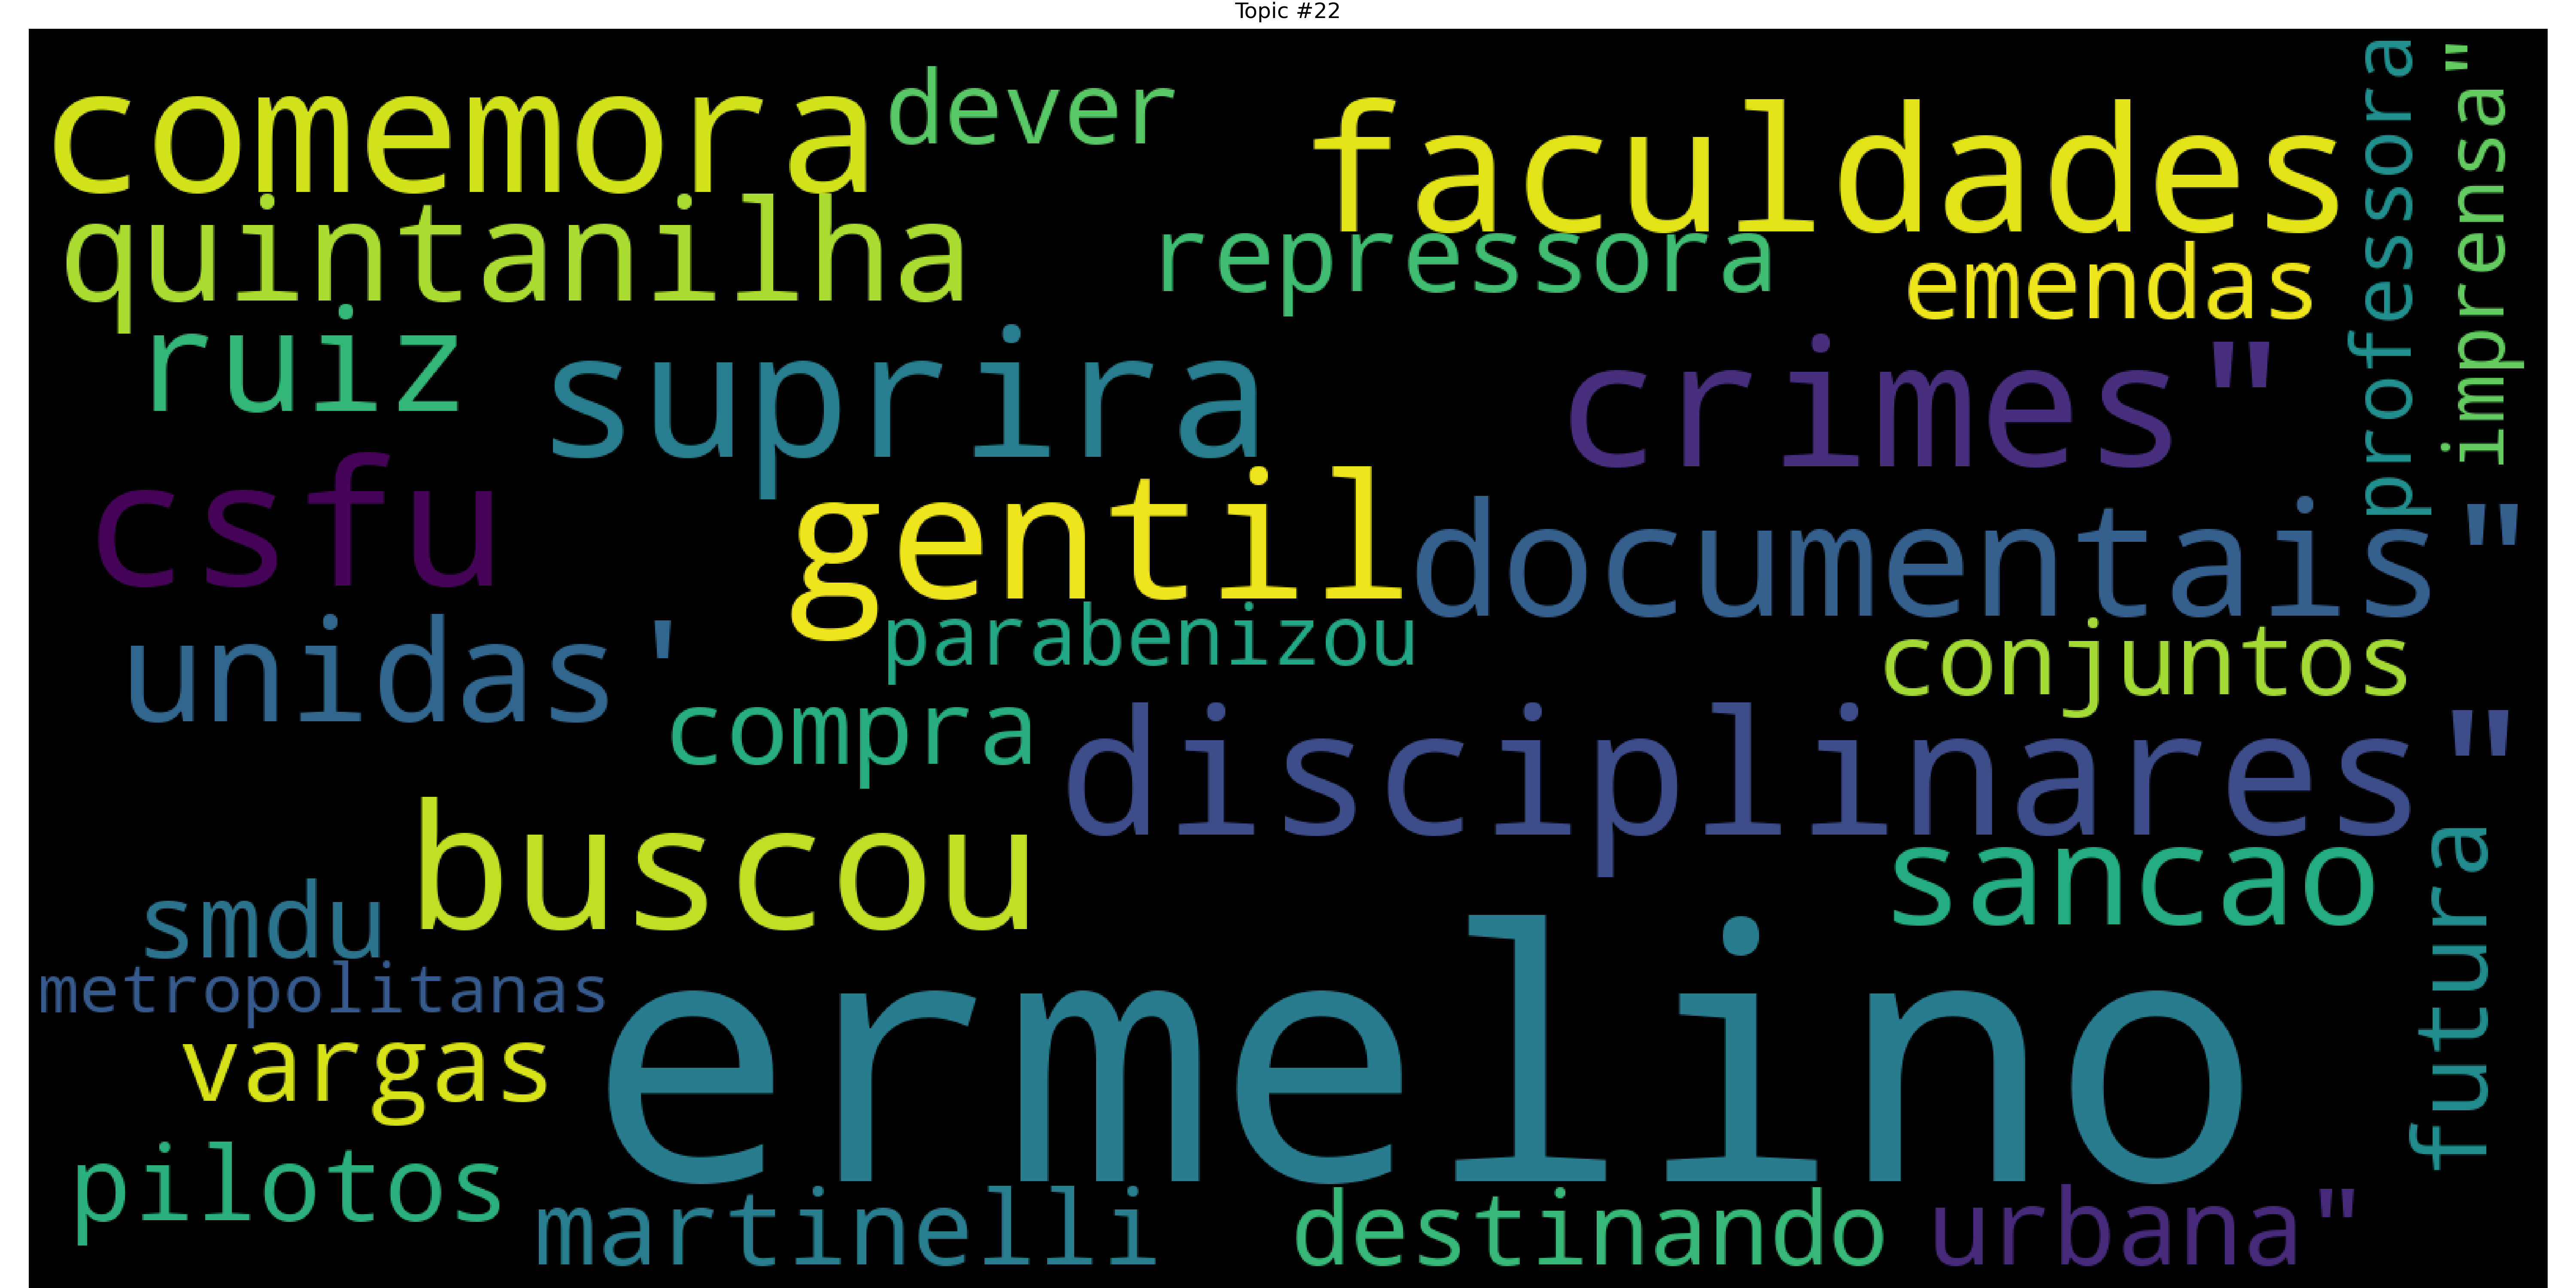 Topic #22
comemora
dever
faculdades
professora
imprensa"
quintanilha
repressora
emendas
ruiz
suprira
crimes"
csfu
gentil
documentais"
unidas'
parabenizou
conjuntos
compra
disciplinares"
buscou
sancao
futura
smdu
metropolitanas
ermelino
vargas
pilotos
martinelli
destinando
urbana"